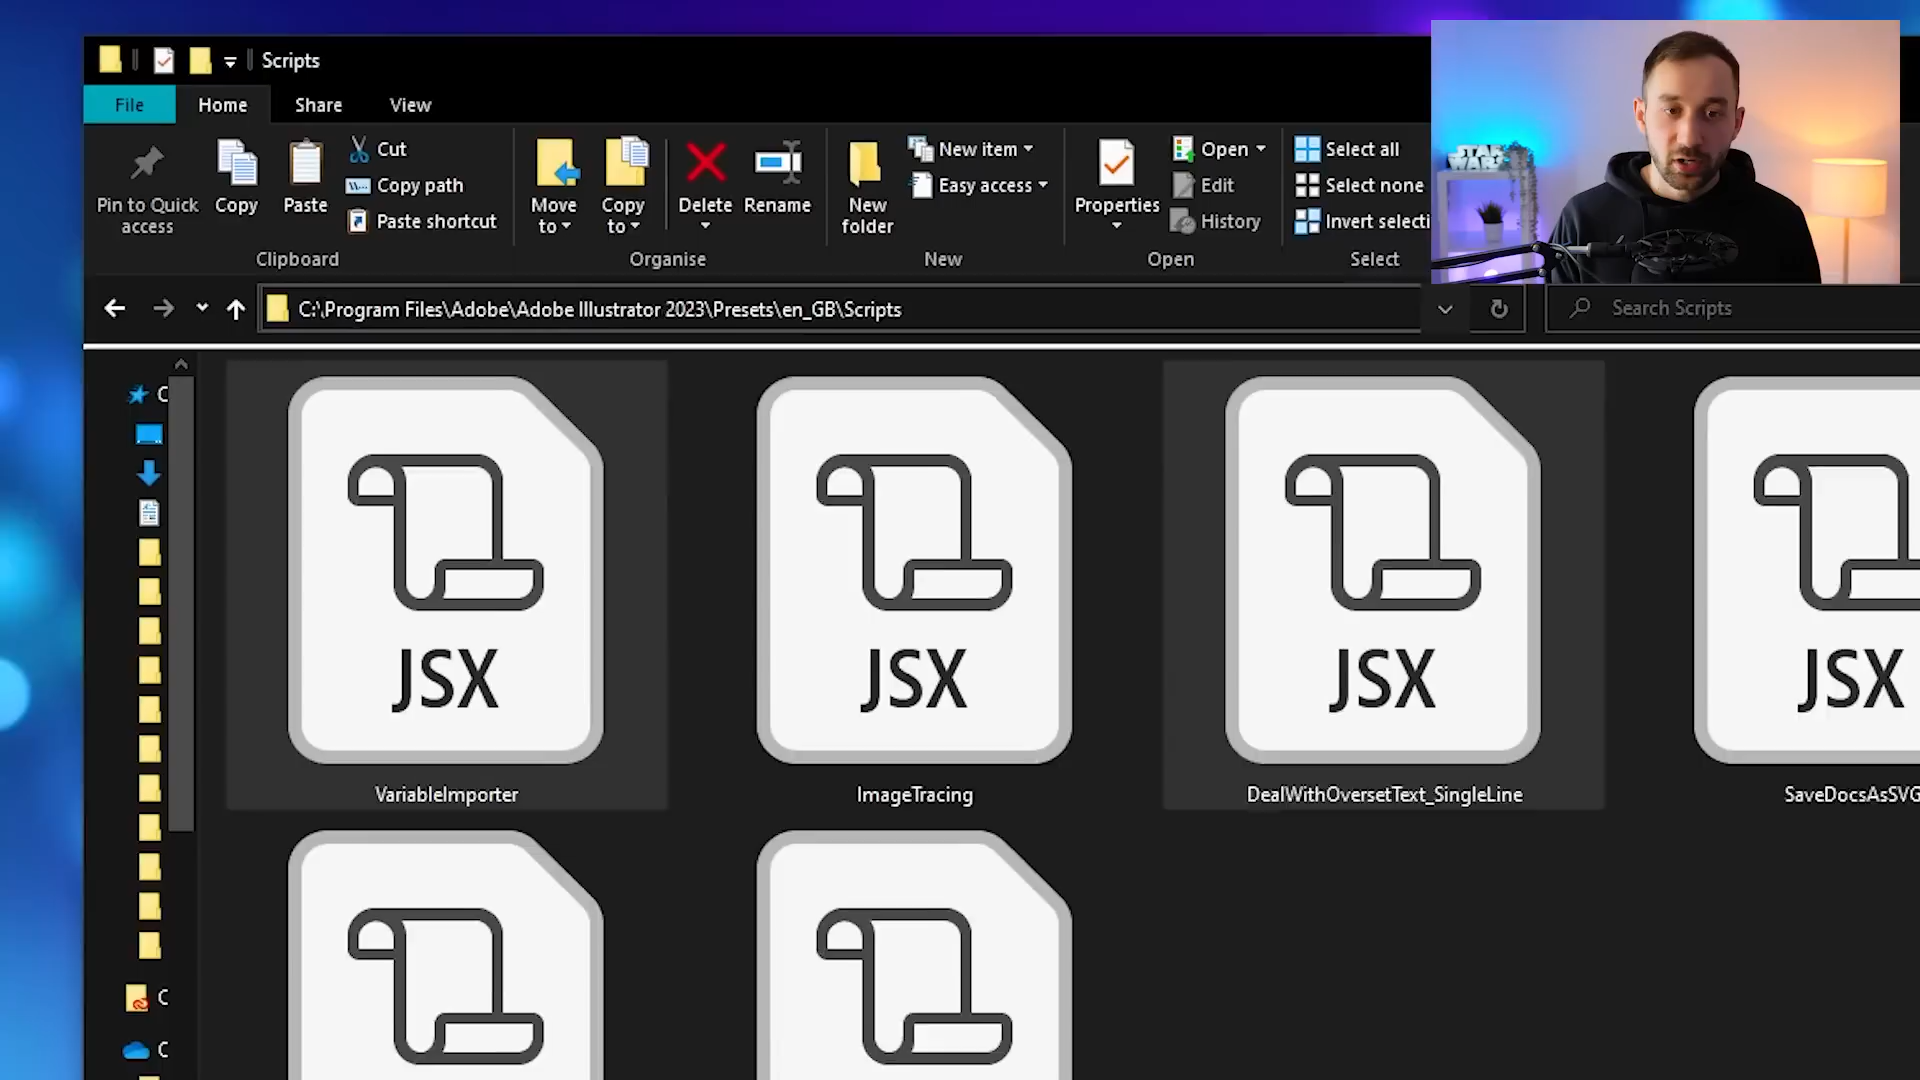 Scripts
File Home Share View
Pin to Quick access
Copy
Paste
Cut
Copy path
Paste shortcut
Clipboard
Move to
Copy to
Delete
Rename
Organise
New folder
New item
Easy access
New
Properties
Open
Edit
History
Open
Select all
Select none
Invert selecti
Select
STAR WARS
C:\Program Files\Adobe\Adobe Illustrator 2023\Presets\en_GB\Scripts
Search Scripts
C
JSX JSX JSX JSX
VariableImporter ImageTracing DealWithOversetText_SingleLine SaveDocsAsSVG
C
C